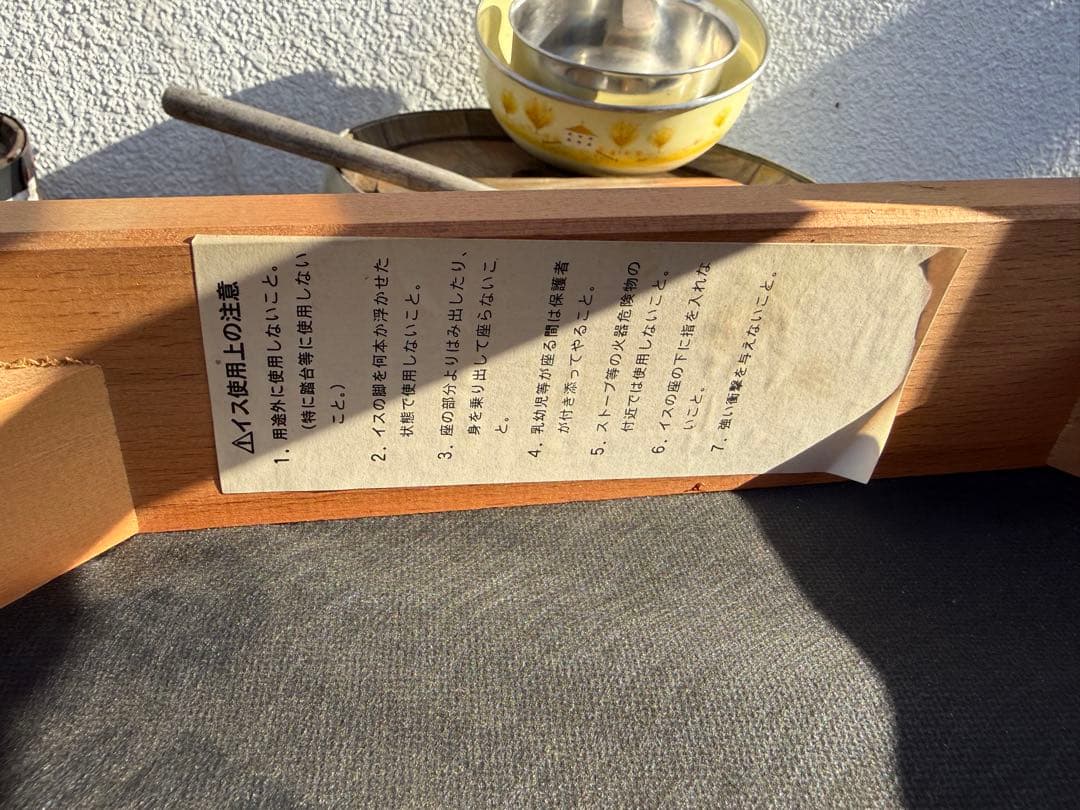 ⚠イス使用上の注意
1. 用途外に使用しないこと。
(特に踏台等に使用しない
こと。)
2. イスの脚を何本か浮かせた
状態で使用しないこと。
3. 座の部分よりはみ出したり、
身を乗り出して座らないこ
と。
4. 乳幼児等が座る間は保護者
が付き添ってやること。
5. ストーブ等の火器危険物の
付近では使用しないこと。
6. イスの座の下に指を入れな
いこと。
7. 強い衝撃を与えないこと。